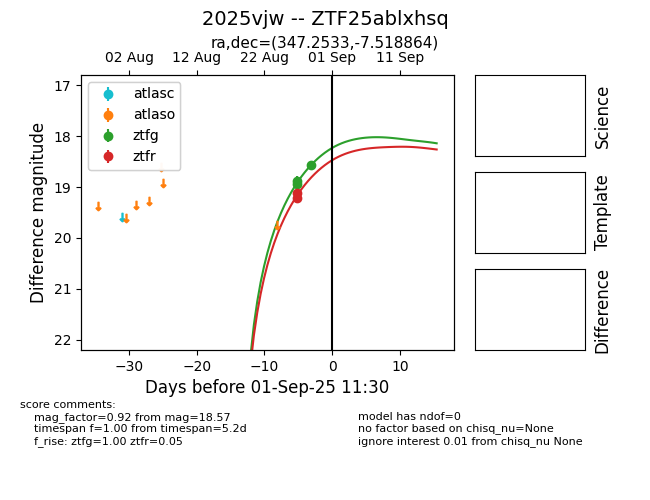 2025vjw -- ZTF25ablxhsq
ra,dec=(347.2533,-7.518864)
02 Aug 12 Aug 22 Aug 01 Sep 11 Sep
atlasc
atlaso
ztfg
ztfr
17
18
19
20
21
22
Difference magnitude
−30 −20 −10 0 10
Days before 01-Sep-25 11:30
Science
Template
Difference
score comments:
mag_factor=0.92 from mag=18.57
timespan f=1.00 from timespan=5.2d
f_rise: ztfg=1.00 ztfr=0.05
model has ndof=0
no factor based on chisq_nu=None
ignore interest 0.01 from chisq_nu None